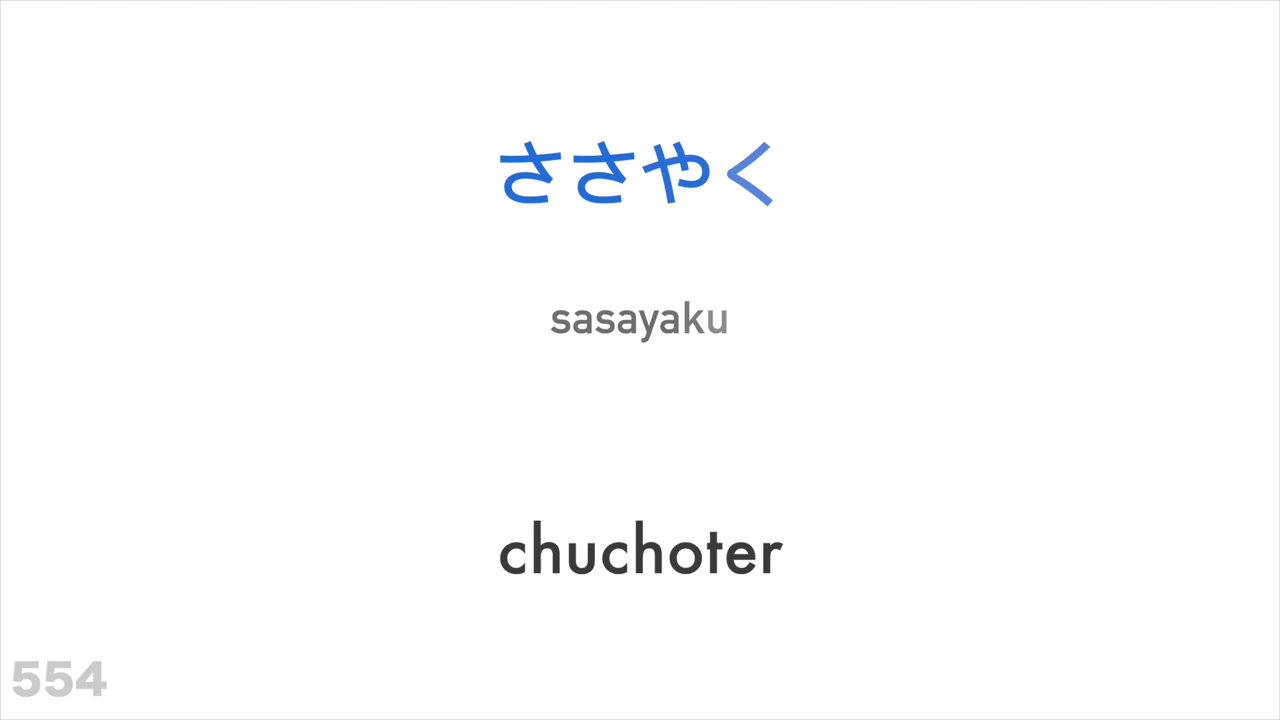 ささやく
sasayaku
chuchoter
554